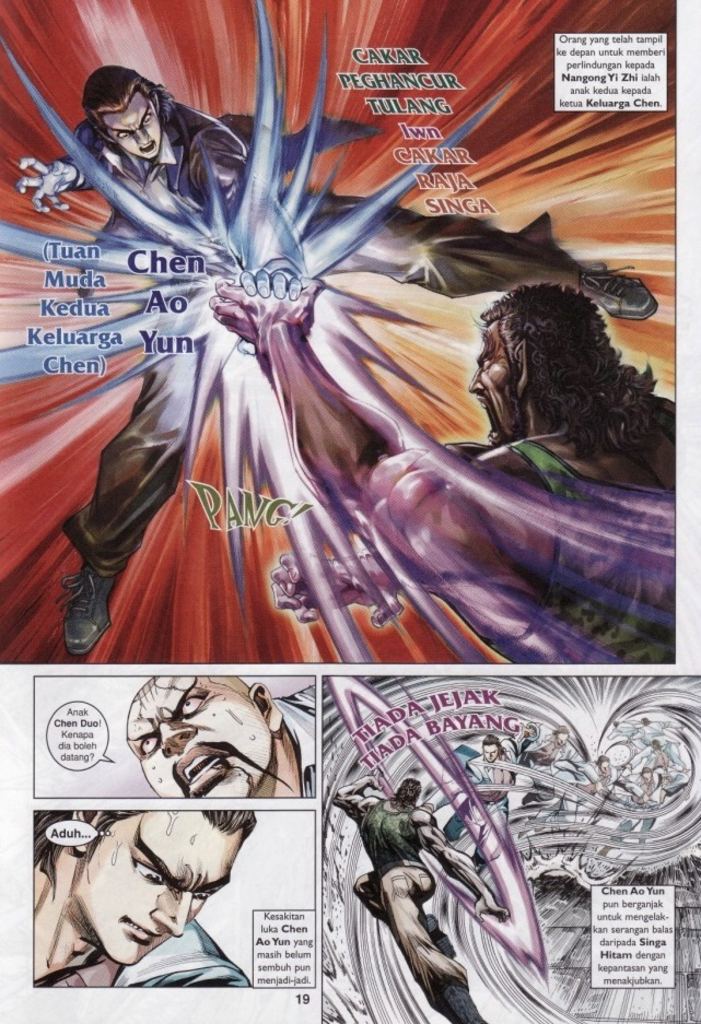 Orang yang telah tampil
ke depan untuk memberi
perlindungan kepada
Nangong Yi Zhi ialah
anak kedua kepada
ketua Keluarga Chen.
CAKAR
PEGHANCUR
TULANG
lwn
CAKAR
RAJA
SINGA
(Tuan
Muda
Kedua
Keluarga
Chen)
Chen
Ao
Yun
PANG!
Anak
Chen Duo!
Kenapa
dia boleh
datang?
TIADA JEJAK
TIADA BAYANG
Aduh...
Kesakitan
luka Chen
Ao Yun yang
masih belum
sembuh pun
menjadi-jadi.
Chen Ao Yun
pun berganjak
untuk mengelak-
kan serangan balas
daripada Singa
Hitam dengan
kepantasan yang
menakjubkan.
19